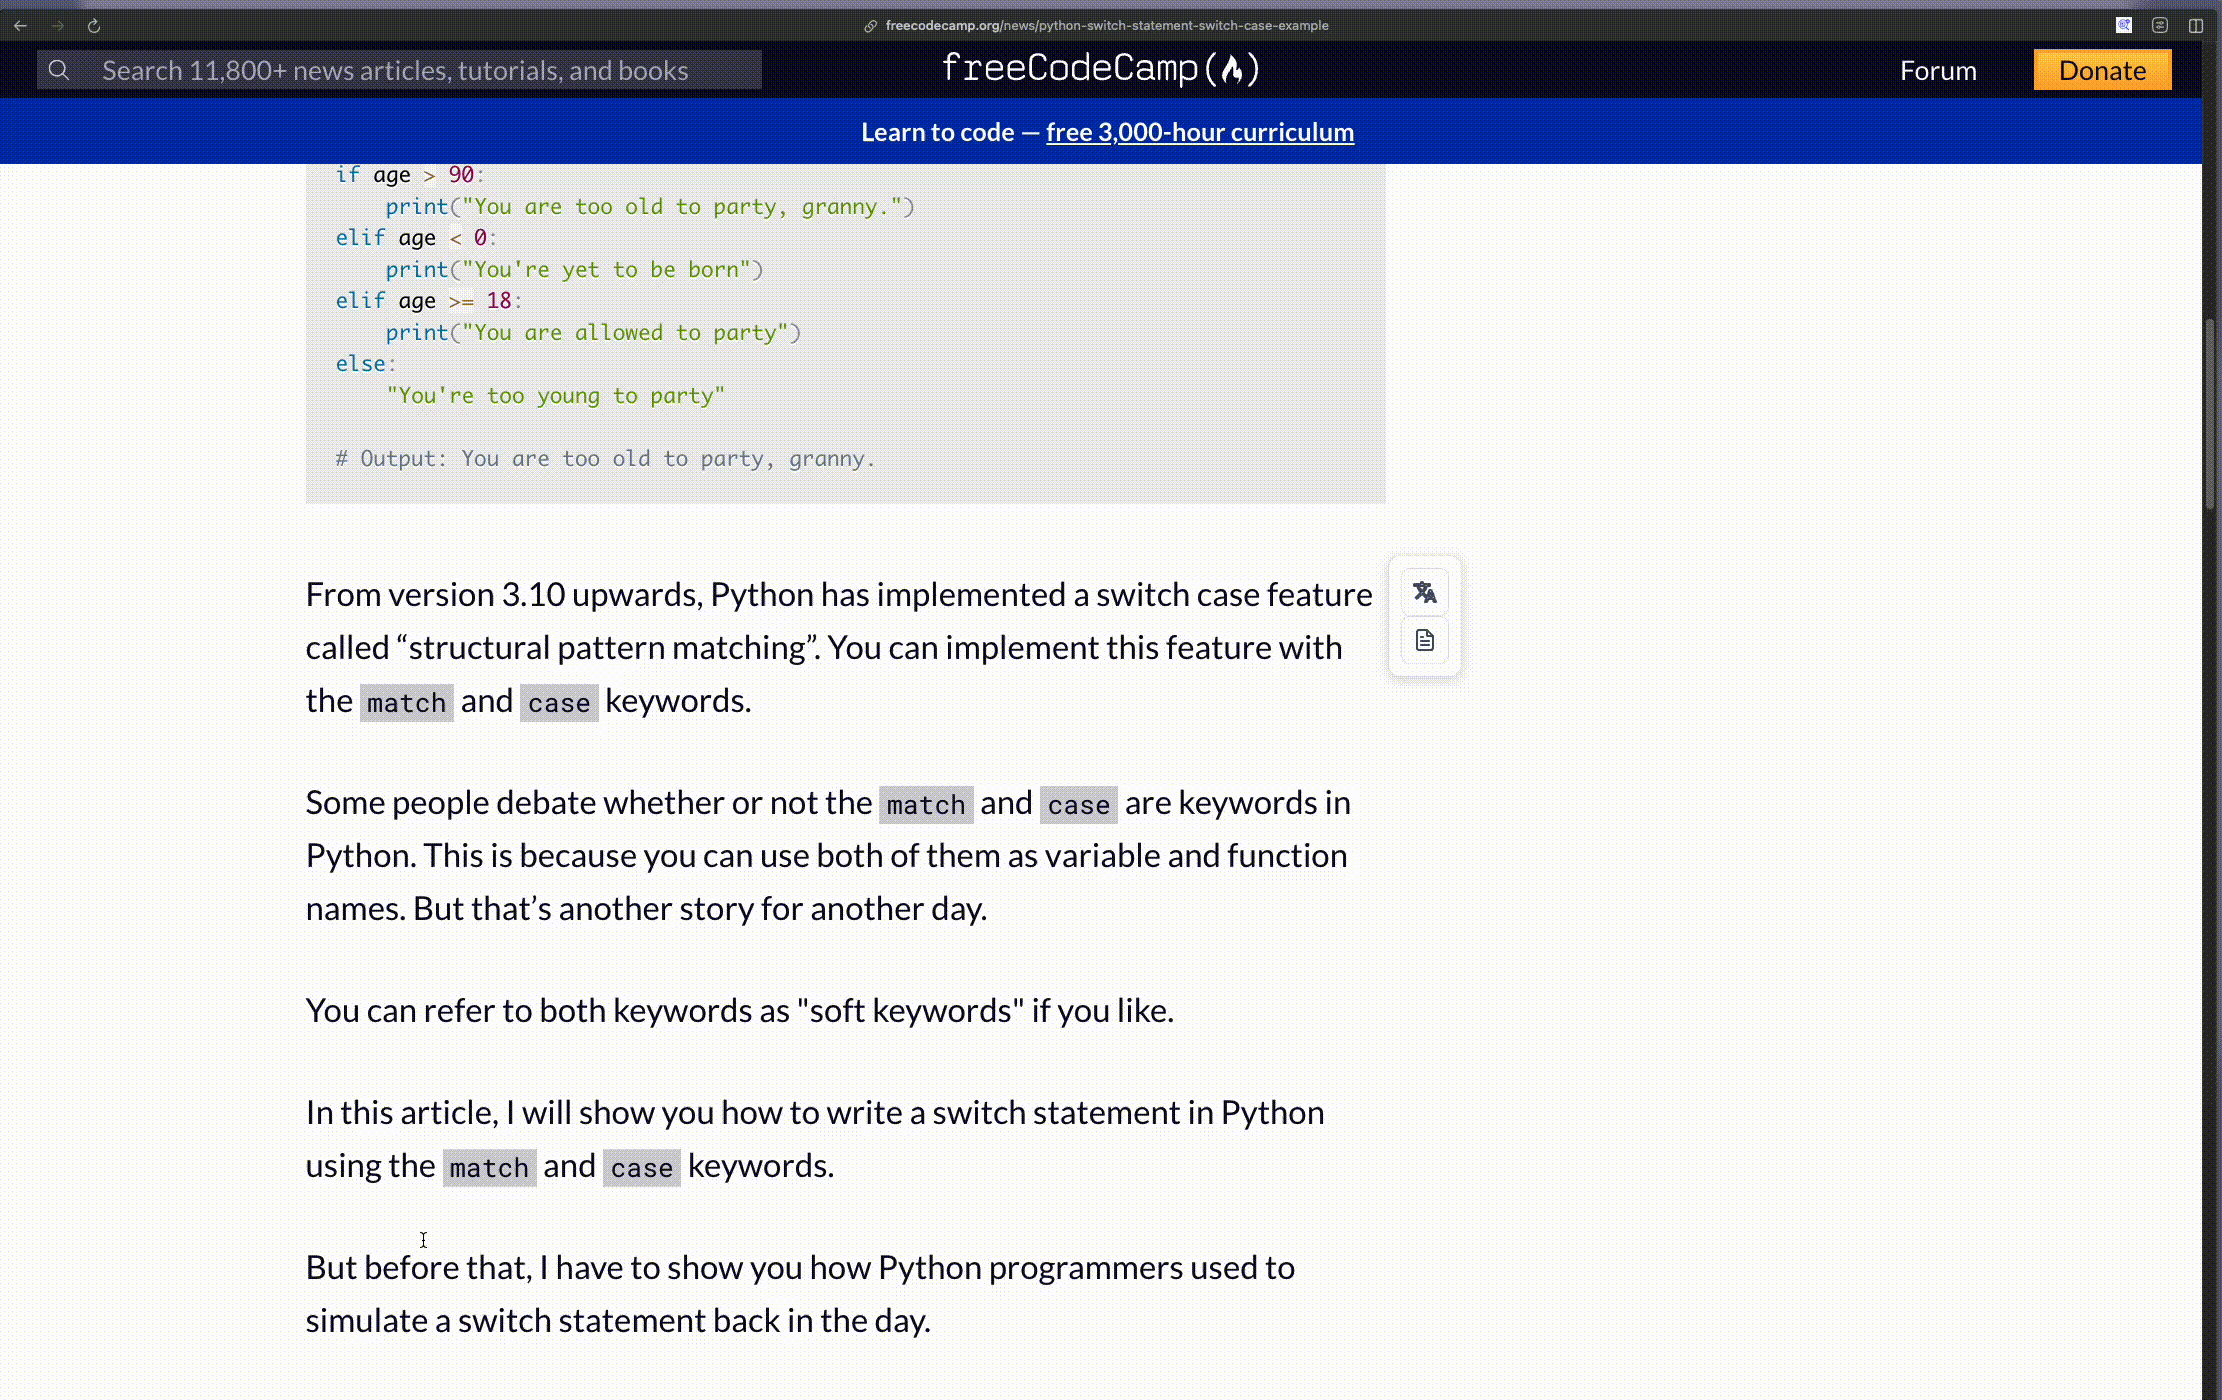 freecodecamp.org/news/python-switch-statement-switch-case-example
Search 11,800+ news articles, tutorials, and books
freeCodeCamp(🔥)
Forum
Donate
Learn to code — free 3,000-hour curriculum
if age > 90:
    print("You are too old to party, granny.")
elif age < 0:
    print("You're yet to be born")
elif age >= 18:
    print("You are allowed to party")
else:
    "You're too young to party"
# Output: You are too old to party, granny.
From version 3.10 upwards, Python has implemented a switch case feature
called “structural pattern matching”. You can implement this feature with
the match and case keywords.
Some people debate whether or not the match and case are keywords in
Python. This is because you can use both of them as variable and function
names. But that’s another story for another day.
You can refer to both keywords as "soft keywords" if you like.
In this article, I will show you how to write a switch statement in Python
using the match and case keywords.
But before that, I have to show you how Python programmers used to
simulate a switch statement back in the day.